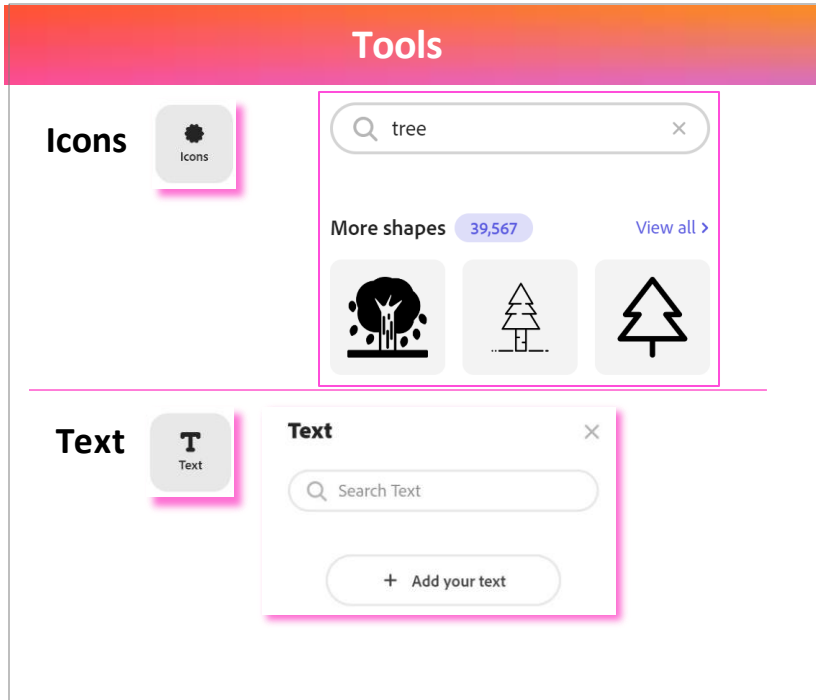 Tools
Icons
Icons
tree
More shapes 39,567 View all >
Text
Text
Text
Search Text
+ Add your text